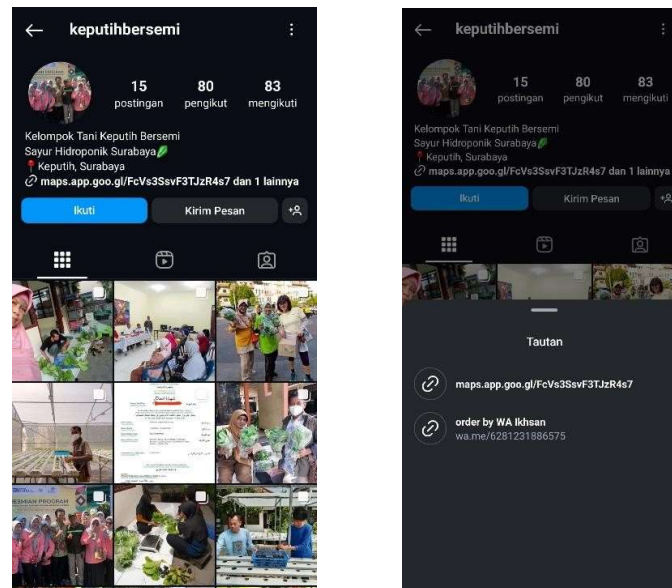 keputihbersemi
15 80 83
postingan pengikut mengikuti
Kelompok Tani Keputih Bersemi
Sayur Hidroponik Surabaya
Keputih, Surabaya
maps.app.goo.gl/FcVs3SsvF3TJzR4s7 dan 1 lainnya
Ikuti Kirim Pesan
ESMIAN PROGRAM
keputihbersemi
15 80 83
postingan pengikut mengikuti
Kelompok Tani Keputih Bersemi
Sayur Hidroponik Surabaya
Keputih, Surabaya
maps.app.goo.gl/FcVs3SsvF3TJzR4s7 dan 1 lainnya
Ikuti Kirim Pesan
Tautan
maps.app.goo.gl/FcVs3SsvF3TJzR4s7
order by WA Ikhsan
wa.me/6281231886575